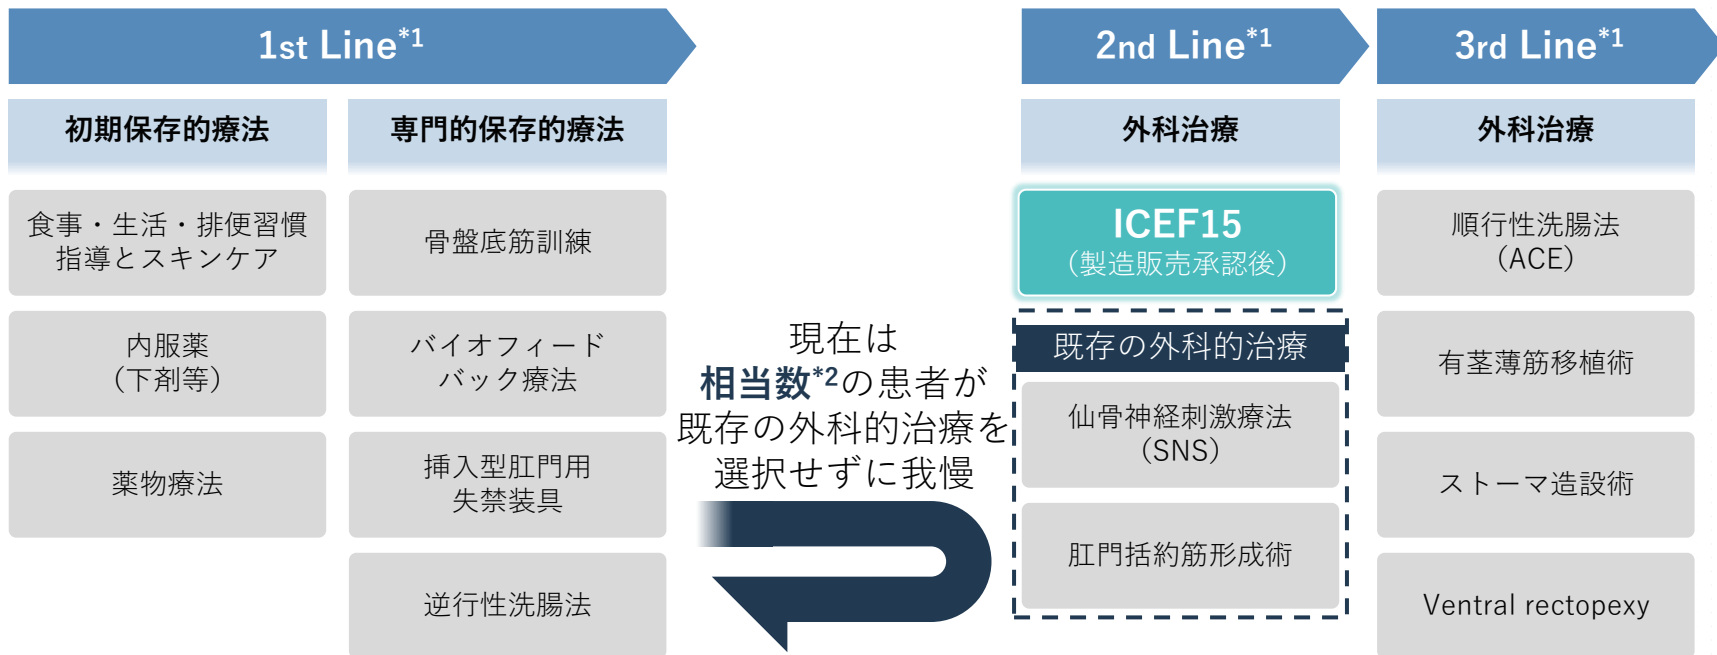 1st Line*1
2nd Line*1
3rd Line*1
初期保存的療法
専門的保存的療法
外科治療
外科治療
食事・生活・排便習慣
指導とスキンケア
内服薬
（下剤等）
薬物療法
骨盤底筋訓練
バイオフィード
バック療法
挿入型肛門用
失禁装具
逆行性洗腸法
現在は
相当数*2の患者が
既存の外科的治療を
選択せずに我慢
ICEF15
（製造販売承認後）
既存の外科的治療
仙骨神経刺激療法
（SNS）
肛門括約筋形成術
順行性洗腸法
（ACE）
有茎薄筋移植術
ストーマ造設術
Ventral rectopexy